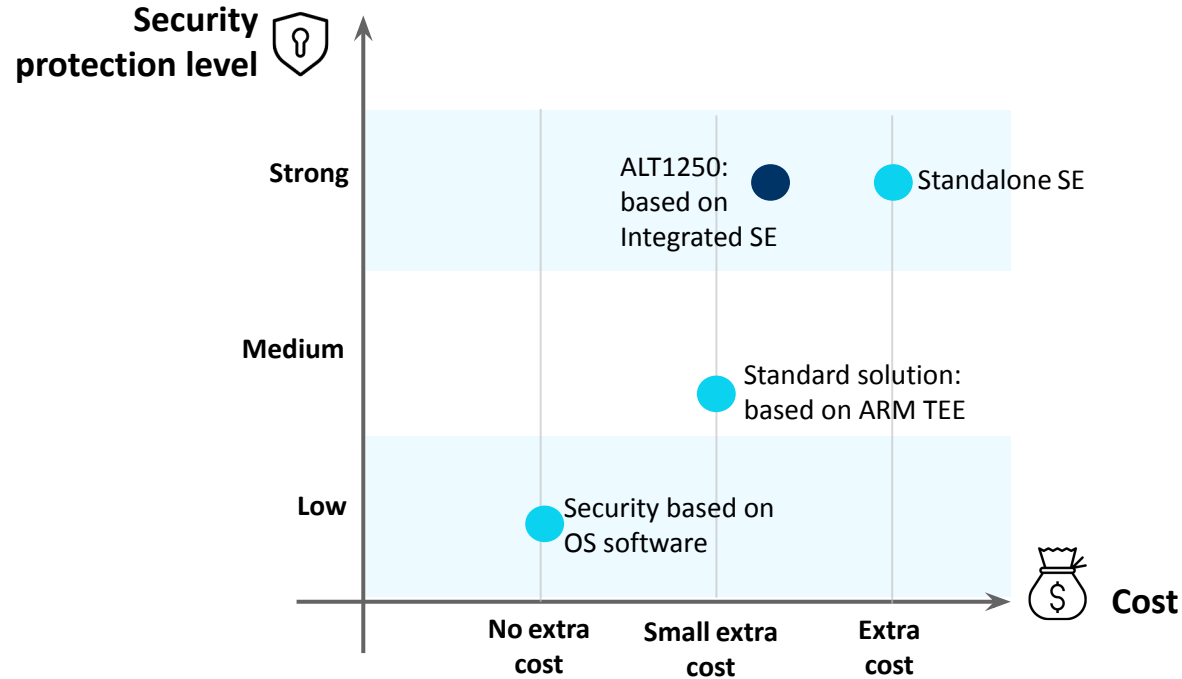 Security
protection level
Strong
ALT1250:
based on
Integrated SE
Standalone SE
Medium
Standard solution:
based on ARM TEE
Low
Security based on
OS software
$
Cost
No extra
cost
Small extra
cost
Extra
cost